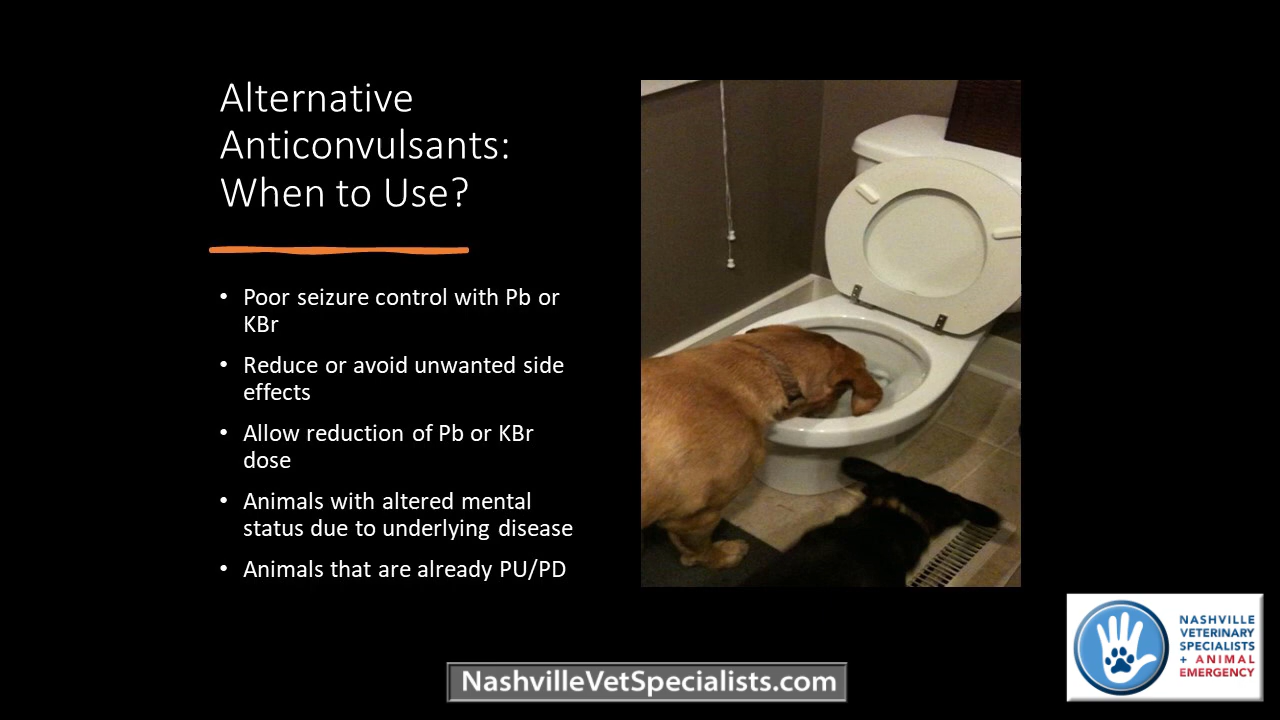 Alternative
Anticonvulsants:
When to Use?
• Poor seizure control with Pb or
KBr
• Reduce or avoid unwanted side
effects
• Allow reduction of Pb or KBr
dose
• Animals with altered mental
status due to underlying disease
• Animals that are already PU/PD
NASHVILLE
VETERINARY
SPECIALISTS
+ ANIMAL
EMERGENCY
NashvilleVetSpecialists.com